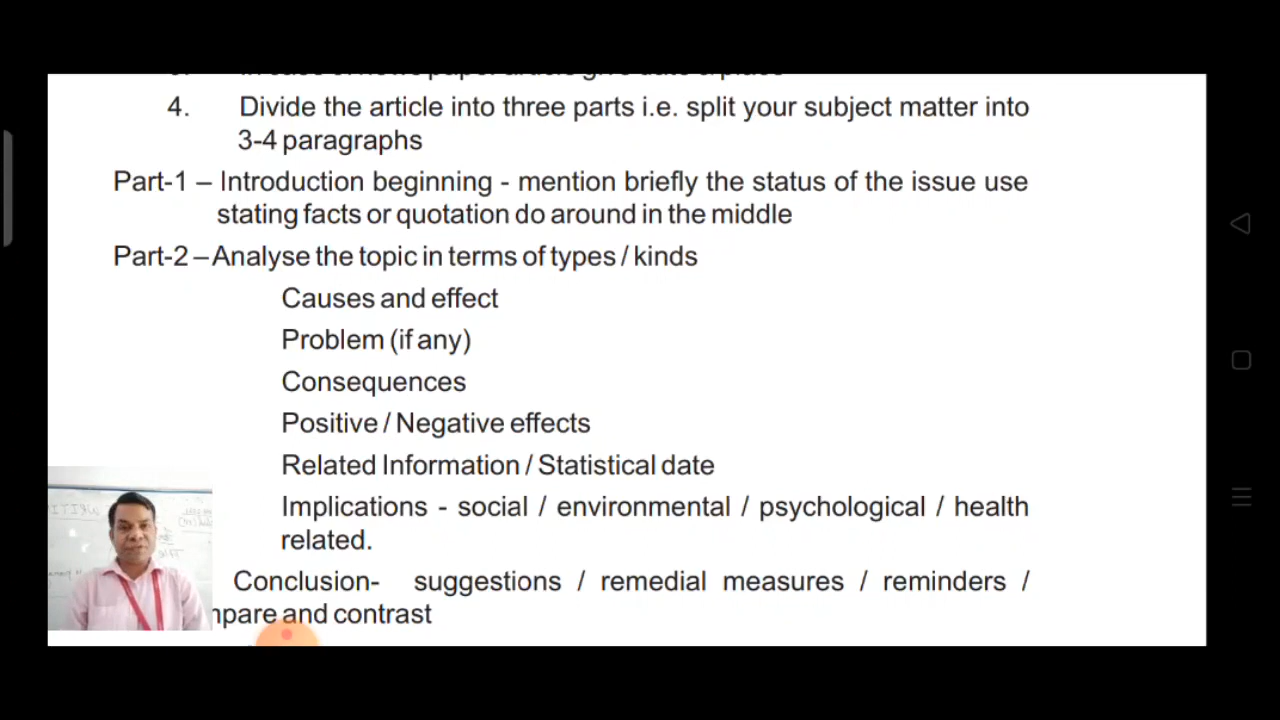 4. Divide the article into three parts i.e. split your subject matter into
3-4 paragraphs
Part-1 – Introduction beginning - mention briefly the status of the issue use
stating facts or quotation do around in the middle
Part-2 – Analyse the topic in terms of types / kinds
Causes and effect
Problem (if any)
Consequences
Positive / Negative effects
Related Information / Statistical date
Implications - social / environmental / psychological / health
related.
Conclusion- suggestions / remedial measures / reminders /
and contrast